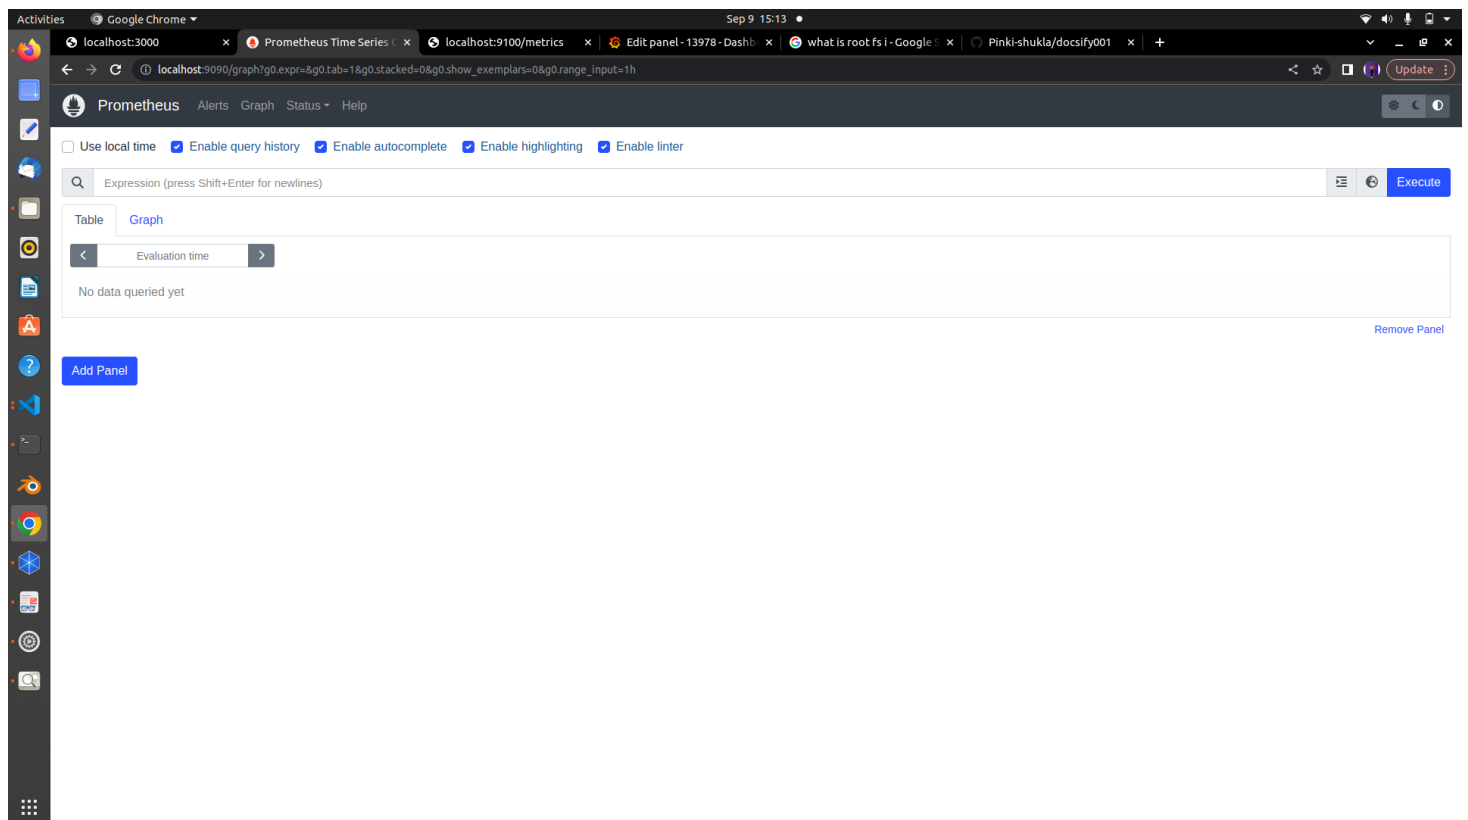 Activities Google Chrome Sep 9 15:13
localhost:3000 Prometheus Time Series C localhost:9100/metrics Edit panel - 13978 - Dashb what is root fs i - Google S Pinki-shukla/docsify001
localhost:9090/graph?g0.expr=&g0.tab=1&g0.stacked=0&g0.show_exemplars=0&g0.range_input=1h Update
Prometheus Alerts Graph Status Help
Use local time Enable query history Enable autocomplete Enable highlighting Enable linter
Expression (press Shift+Enter for newlines) Execute
Table Graph
Evaluation time
No data queried yet
Remove Panel
Add Panel